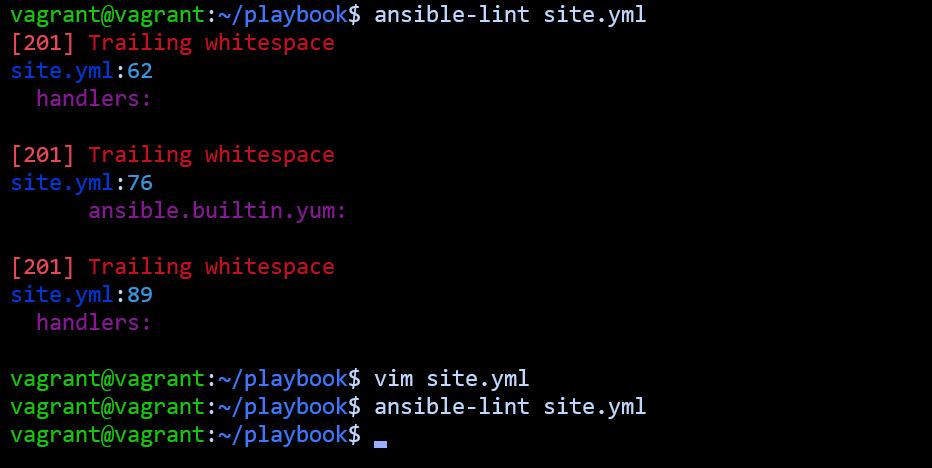 vagrant@vagrant:~/playbook$ ansible-lint site.yml
[201] Trailing whitespace
site.yml:62
  handlers:

[201] Trailing whitespace
site.yml:76
      ansible.builtin.yum:

[201] Trailing whitespace
site.yml:89
  handlers:

vagrant@vagrant:~/playbook$ vim site.yml
vagrant@vagrant:~/playbook$ ansible-lint site.yml
vagrant@vagrant:~/playbook$